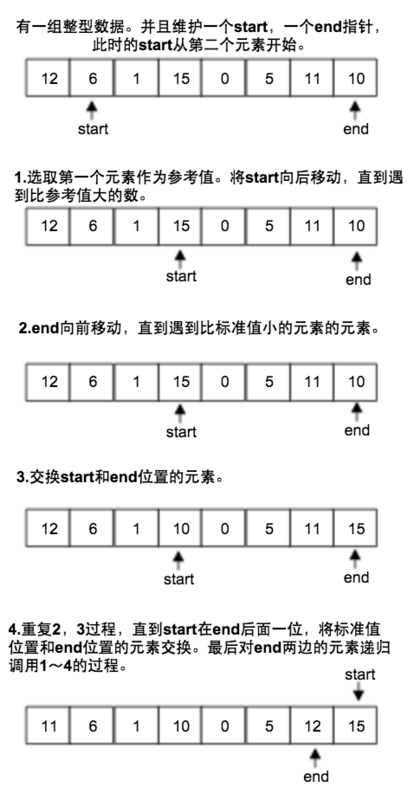 有一组整型数据。并且维护一个start，一个end指针，
此时的start从第二个元素开始。
12 6 1 15 0 5 11 10
start end
1.选取第一个元素作为参考值。将start向后移动，直到遇
到比参考值大的数。
12 6 1 15 0 5 11 10
start end
2.end向前移动，直到遇到比标准值小的元素的元素。
12 6 1 15 0 5 11 10
start end
3.交换start和end位置的元素。
12 6 1 10 0 5 11 15
start end
4.重复2，3过程，直到start在end后面一位，将标准值
位置和end位置的元素交换。最后对end两边的元素递归
调用1～4的过程。
start
11 6 1 10 0 5 12 15
end